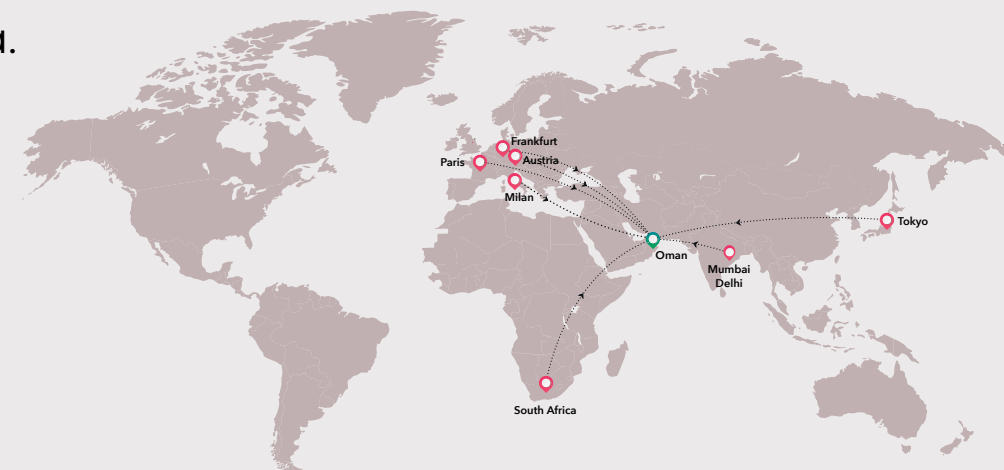 Frankfurt
Paris
Austria
Milan
Tokyo
Oman
Mumbai
Delhi
South Africa